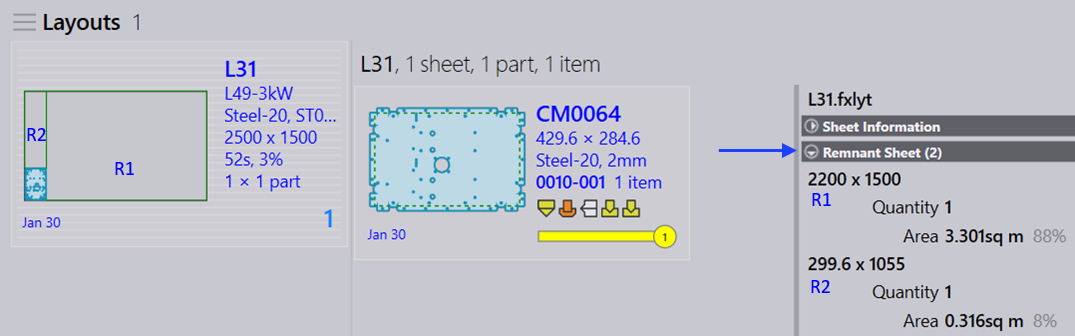 Layouts 1
L31
L49-3kW
Steel-20, ST0...
2500 x 1500
52s, 3%
1 × 1 part
R2
R1
Jan 30
1
L31, 1 sheet, 1 part, 1 item
CM0064
429.6 × 284.6
Steel-20, 2mm
0010-001 1 item
1
Jan 30
L31.fxlyt
Sheet Information
Remnant Sheet (2)
2200 x 1500
R1
Quantity 1
Area 3.301sq m 88%
299.6 x 1055
R2
Quantity 1
Area 0.316sq m 8%